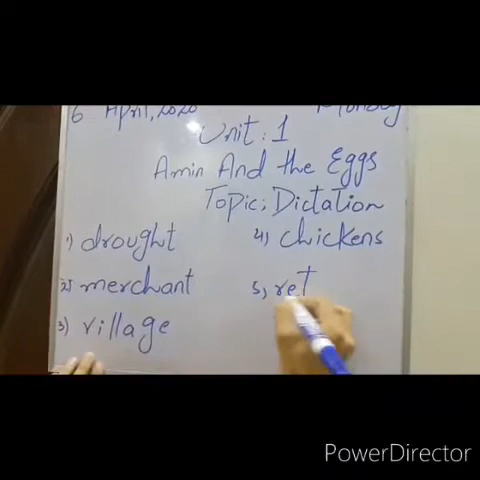 6 April, 2020 Monday
Unit : 1
Amin And the Eggs
Topic: Dictation
1) drought
2) merchant
3) village
4) chickens
5) ret
PowerDirector